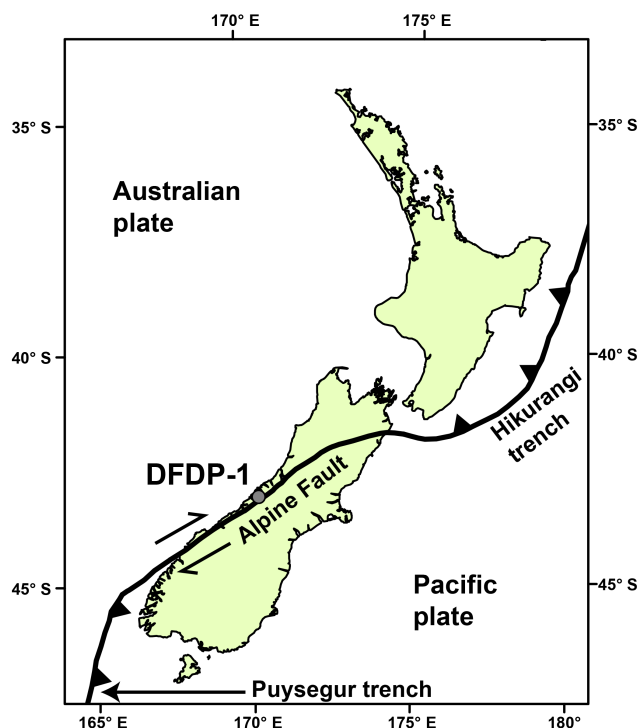 170° E
175° E
35° S
35° S
Australian
plate
40° S
40° S
Hikurangi
trench
DFDP-1
Alpine Fault
45° S
45° S
Pacific
plate
Puysegur trench
165° E
170° E
175° E
180°